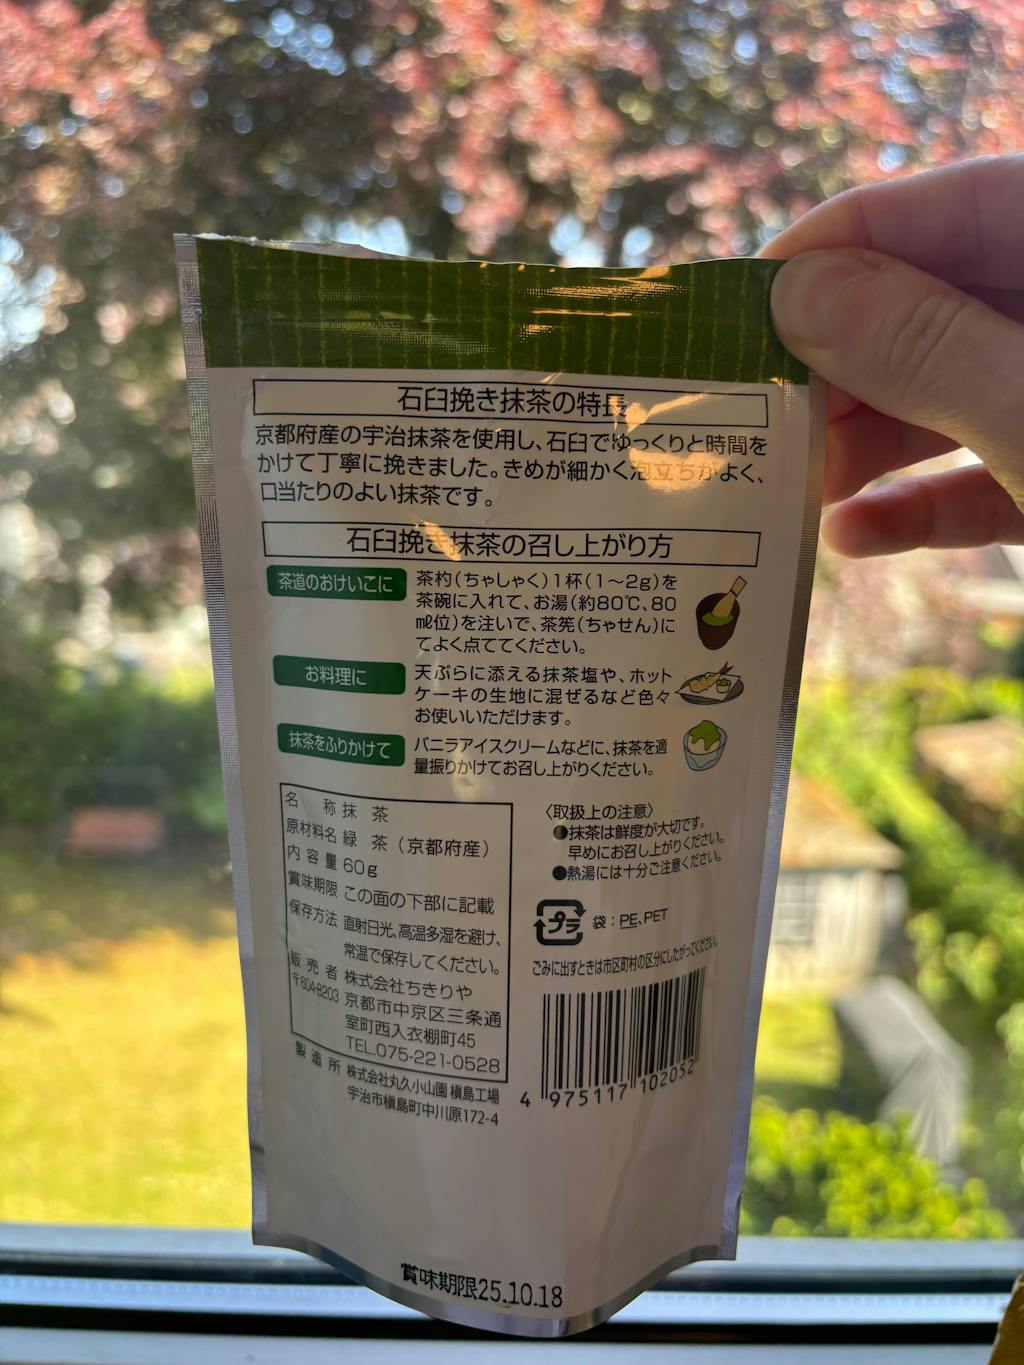 石臼挽き抹茶の特長
京都府産の宇治抹茶を使用し、石臼でゆっくりと時間を
かけて丁寧に挽きました。きめが細かく泡立ちがよく、
口当たりのよい抹茶です。
石臼挽き抹茶の召し上がり方
茶道のおけいこに
茶杓(ちゃしゃく)1杯(1〜2g)を
茶碗に入れて、お湯(約80℃、80
㎖位)を注いで、茶筅(ちゃせん)に
てよく点ててください。
お料理に
天ぷらに添える抹茶塩や、ホット
ケーキの生地に混ぜるなど色々
お使いいただけます。
抹茶をふりかけて
バニラアイスクリームなどに、抹茶を適
量振りかけてお召し上がりください。
名称 抹茶
原材料名 緑茶(京都府産)
内容量 60g
賞味期限 この面の下部に記載
保存方法 直射日光、高温多湿を避け、
常温で保存してください。
販売者 株式会社ちきりや
〒604-8203 京都市中京区三条通
室町西入衣棚町45
TEL.075-221-0528
製造所 株式会社丸久小山園 槇島工場
宇治市槇島町中川原172-4
〈取扱上の注意〉
●抹茶は鮮度が大切です。
早めにお召し上がりください。
●熱湯には十分ご注意ください。
プラ 袋:PE、PET
ごみに出すときは市区町村の区分にしたがってください。
4 975117 102052
賞味期限25.10.18